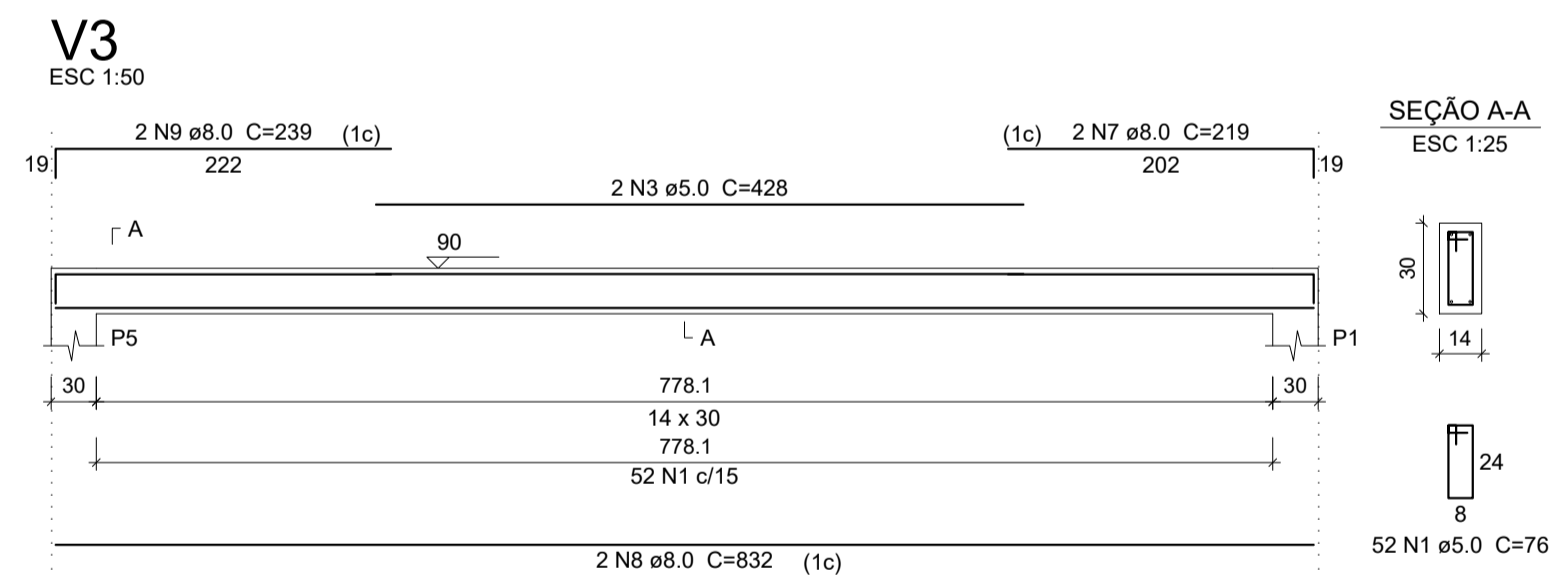 V3
ESC 1:50
2 N9 ø8.0 C=239 (1c)
19
222
(1c) 2 N7 ø8.0 C=219
202
19
2 N3 ø5.0 C=428
A
90
P5
A
P1
30
778.1
30
14 x 30
778.1
52 N1 c/15
2 N8 ø8.0 C=832 (1c)
SEÇÃO A-A
ESC 1:25
30
14
24
8
52 N1 ø5.0 C=76